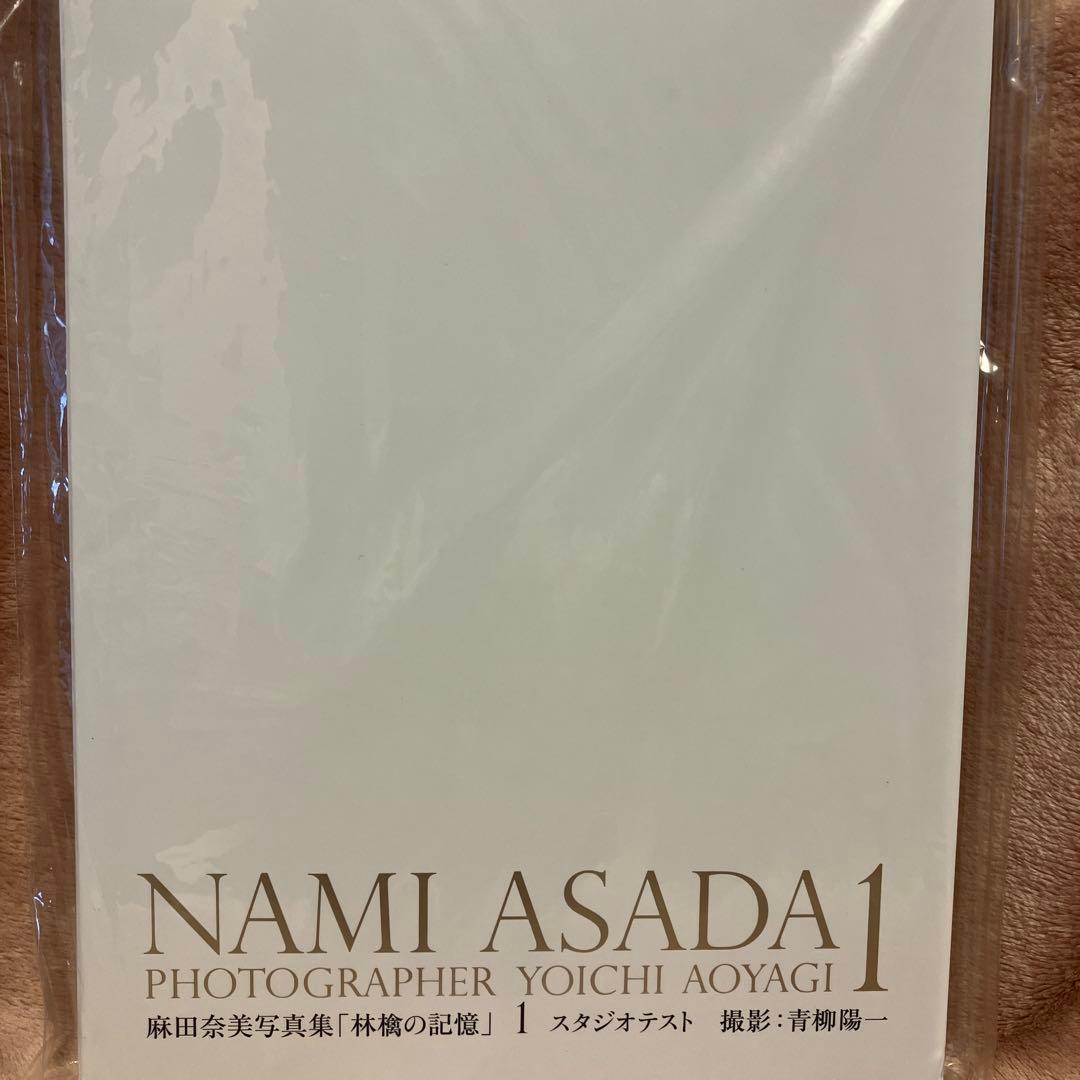 NAMI ASADA 1
PHOTOGRAPHER YOICHI AOYAGI
麻田奈美写真集「林檎の記憶」 1 スタジオテスト 撮影:青柳陽一